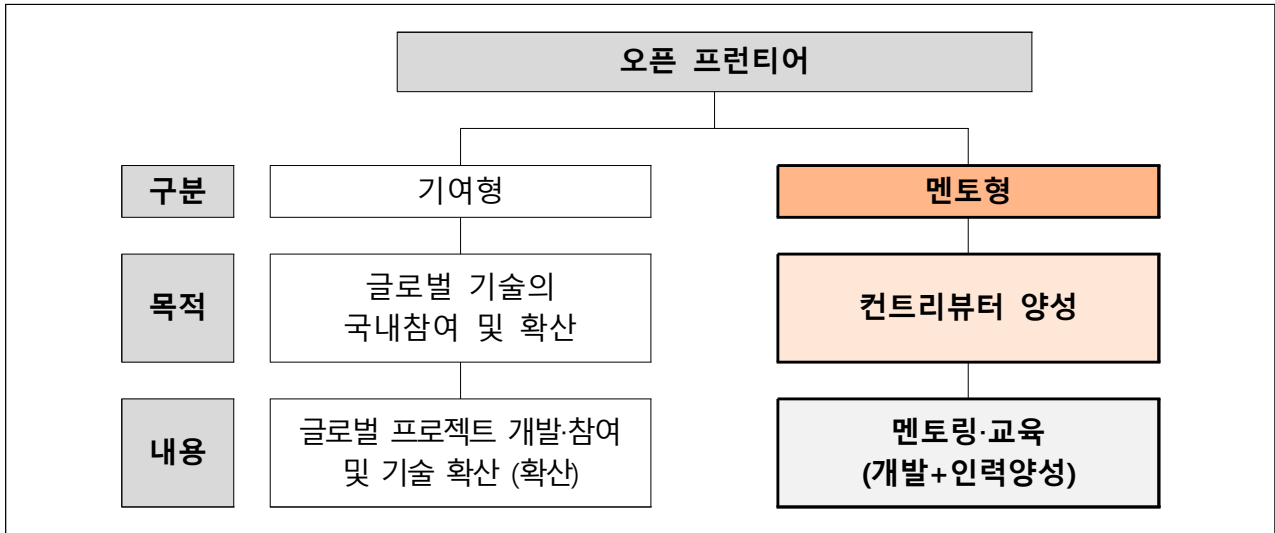 오픈 프런티어
구분
기여형
멘토형
목적
글로벌 기술의
국내참여 및 확산
컨트리뷰터 양성
내용
글로벌 프로젝트 개발·참여
및 기술 확산 (확산)
멘토링·교육
(개발+인력양성)